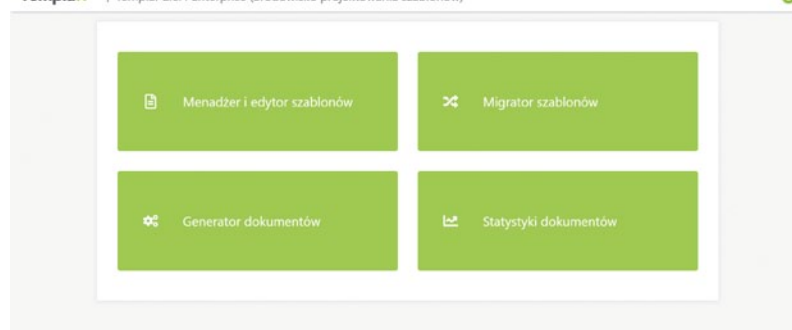 Menadżer i edytor szablonów
Migrator szablonów
Generator dokumentów
Statystyki dokumentów